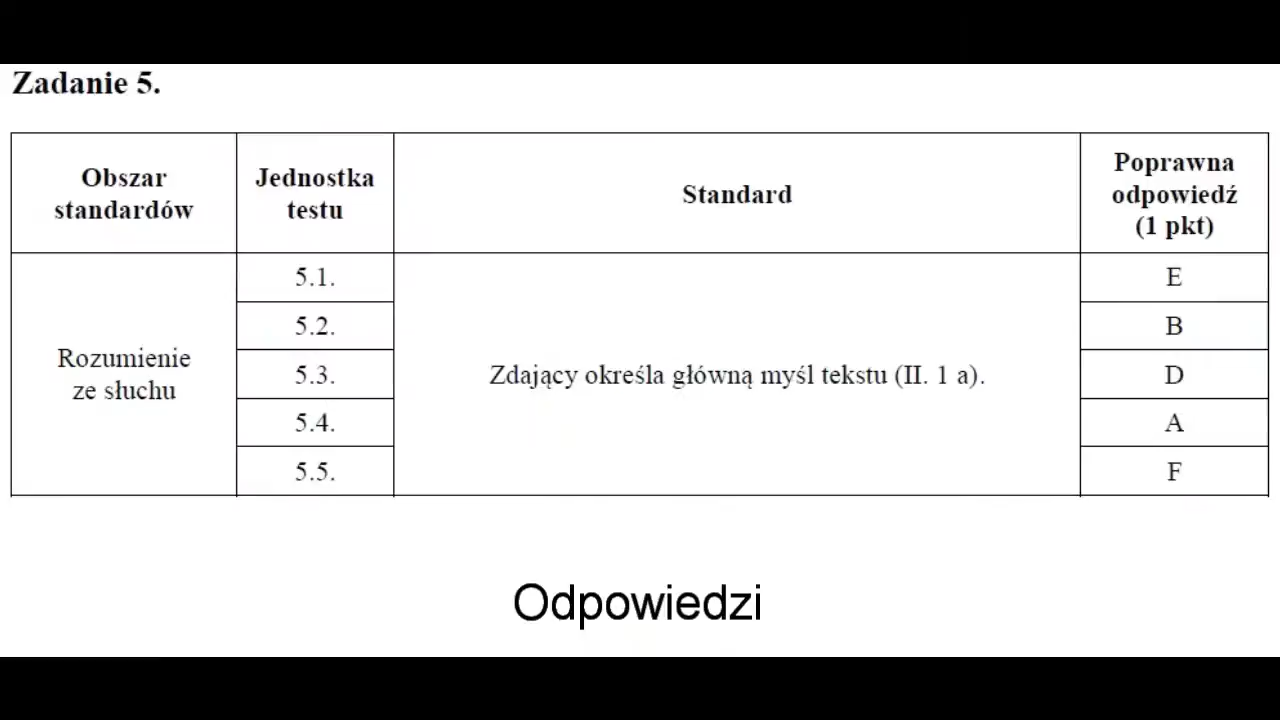 Zadanie 5.
Obszar standardów
Jednostka testu
Standard
Poprawna odpowiedź (1 pkt)
Rozumienie ze słuchu
5.1.
Zdający określa główną myśl tekstu (II. 1 a).
E
5.2.
B
5.3.
D
5.4.
A
5.5.
F
Odpowiedzi